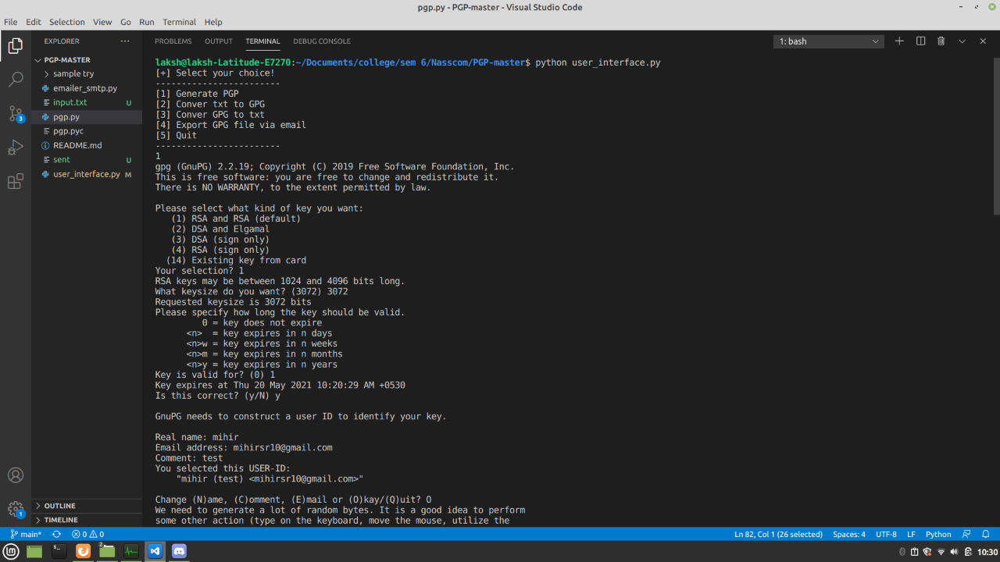 pgp.py - PGP-master - Visual Studio Code
File Edit Selection View Go Run Terminal Help
EXPLORER
PGP-MASTER
sample try
emailer_smtp.py
input.txt U
pgp.py
pgp.pyc
README.md
sent U
user_interface.py M
OUTLINE
TIMELINE
3
1
PROBLEMS OUTPUT TERMINAL DEBUG CONSOLE
1: bash
laksh@laksh-Latitude-E7270:~/Documents/college/sem 6/Nasscom/PGP-master$ python user_interface.py
[+] Select your choice!
------------------------
[1] Generate PGP
[2] Conver txt to GPG
[3] Conver GPG to txt
[4] Export GPG file via email
[5] Quit
------------------------
1
gpg (GnuPG) 2.2.19; Copyright (C) 2019 Free Software Foundation, Inc.
This is free software: you are free to change and redistribute it.
There is NO WARRANTY, to the extent permitted by law.
Please select what kind of key you want:
(1) RSA and RSA (default)
(2) DSA and Elgamal
(3) DSA (sign only)
(4) RSA (sign only)
(14) Existing key from card
Your selection? 1
RSA keys may be between 1024 and 4096 bits long.
What keysize do you want? (3072) 3072
Requested keysize is 3072 bits
Please specify how long the key should be valid.
0 = key does not expire
<n>  = key expires in n days
<n>w = key expires in n weeks
<n>m = key expires in n months
<n>y = key expires in n years
Key is valid for? (0) 1
Key expires at Thu 20 May 2021 10:20:29 AM +0530
Is this correct? (y/N) y
GnuPG needs to construct a user ID to identify your key.
Real name: mihir
Email address: mihirsr10@gmail.com
Comment: test
You selected this USER-ID:
"mihir (test) <mihirsr10@gmail.com>"
Change (N)ame, (C)omment, (E)mail or (O)kay/(Q)uit? O
We need to generate a lot of random bytes. It is a good idea to perform
some other action (type on the keyboard, move the mouse, utilize the
main* 0 0 Ln 82, Col 1 (26 selected) Spaces: 4 UTF-8 LF Python
2 10:30